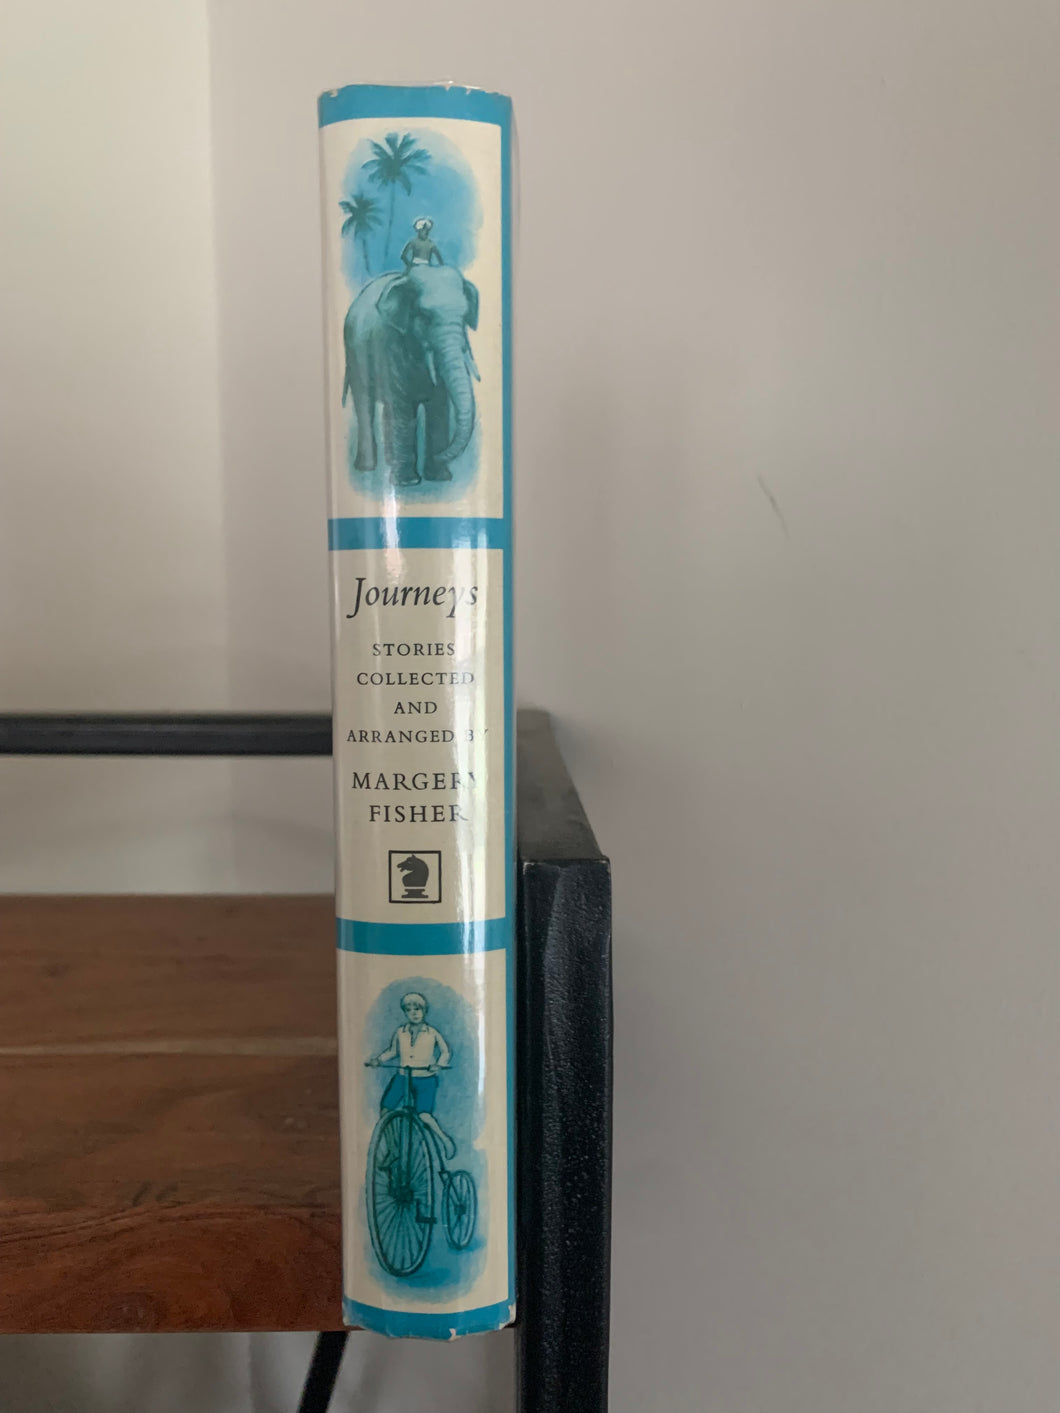 Journeys
STORIES
COLLECTED
AND
ARRANGED BY
MARGERY
FISHER